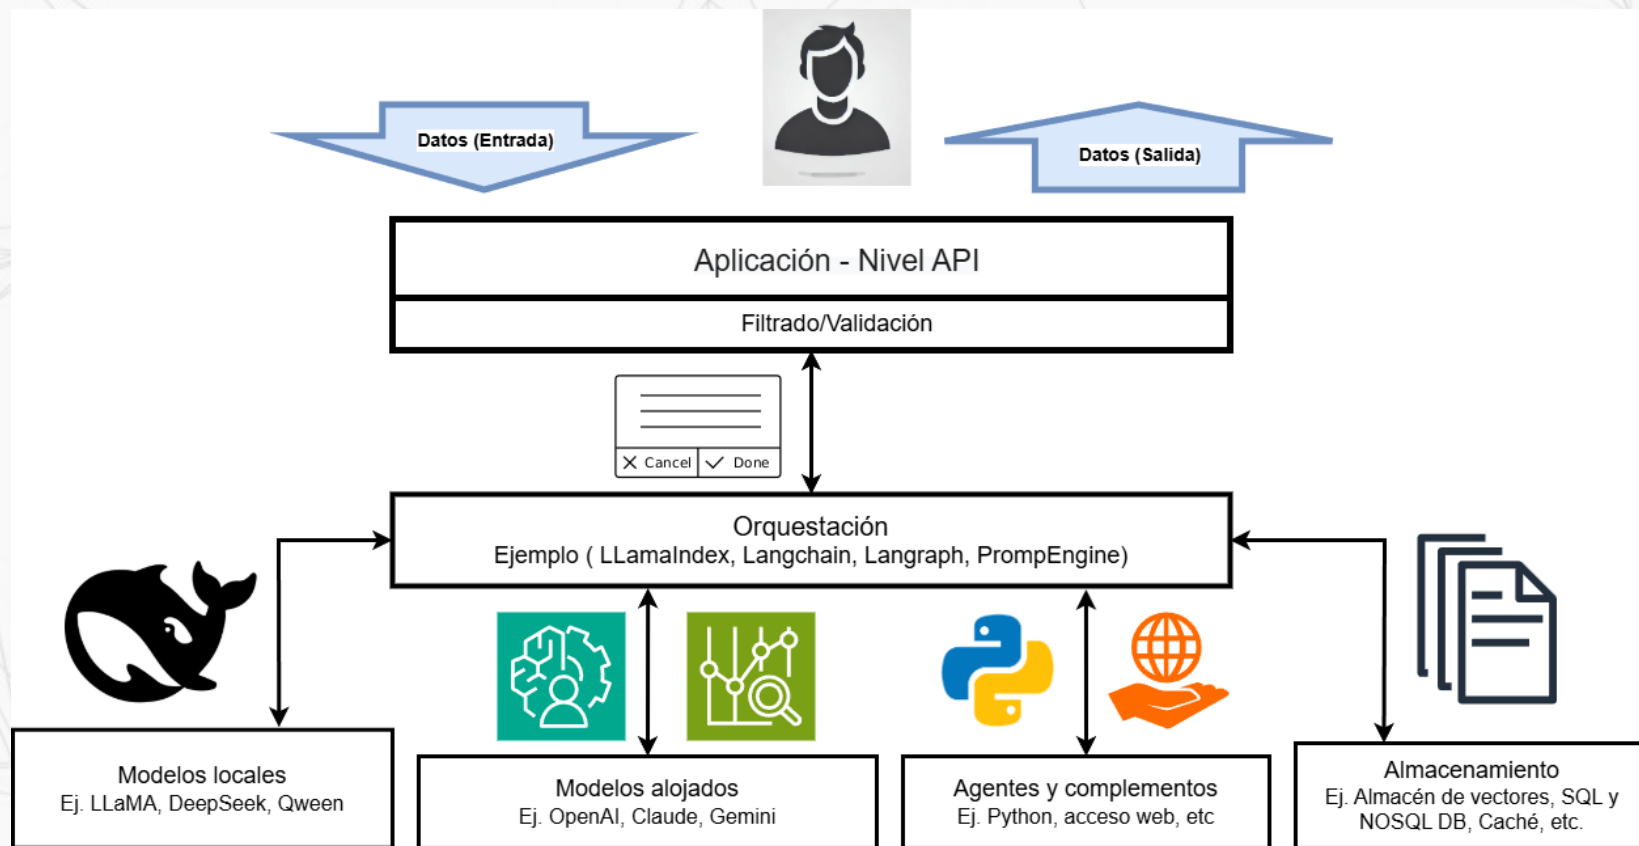 Datos (Entrada)
Datos (Salida)
Aplicación - Nivel API
Filtrado/Validación
Cancel
Done
Orquestación
Ejemplo ( LLamaIndex, Langchain, Langraph, PrompEngine)
Modelos locales
Ej. LLaMA, DeepSeek, Qween
Modelos alojados
Ej. OpenAI, Claude, Gemini
Agentes y complementos
Ej. Python, acceso web, etc
Almacenamiento
Ej. Almacén de vectores, SQL y
NOSQL DB, Caché, etc.